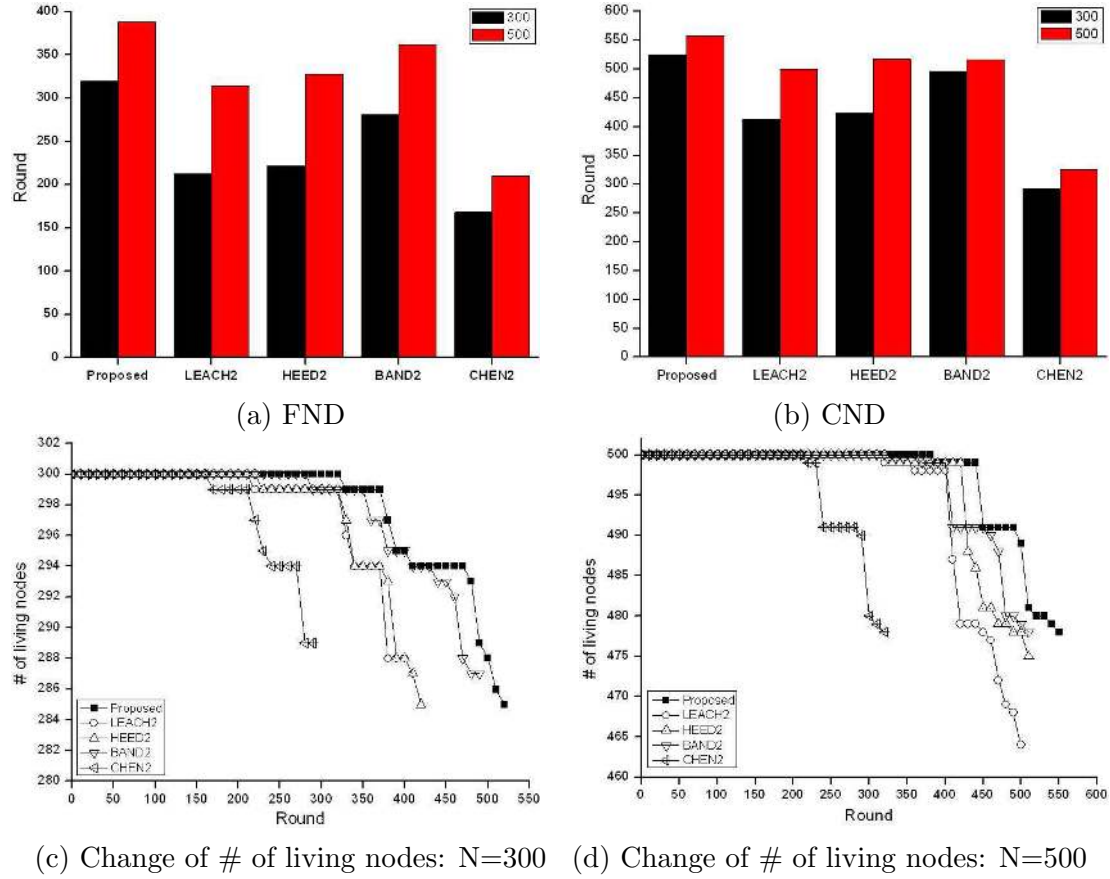 400
350
300
250
200
150
100
50
0
Round
300
500
Proposed LEACH2 HEED2 BAND2 CHEN2
(a) FND
600
550
500
450
400
350
300
250
200
150
100
50
0
Round
300
500
Proposed LEACH2 HEED2 BAND2 CHEN2
(b) CND
302
300
298
296
294
292
290
288
286
284
282
280
# of living nodes
Proposed
LEACH2
HEED2
BAND2
CHEN2
0 50 100 150 200 250 300 350 400 450 500 550
Round
(c) Change of # of living nodes: N=300
500
495
490
485
480
475
470
465
460
# of living nodes
Proposed
LEACH2
HEED2
BAND2
CHEN2
0 50 100 150 200 250 300 350 400 450 500 550 600
Round
(d) Change of # of living nodes: N=500